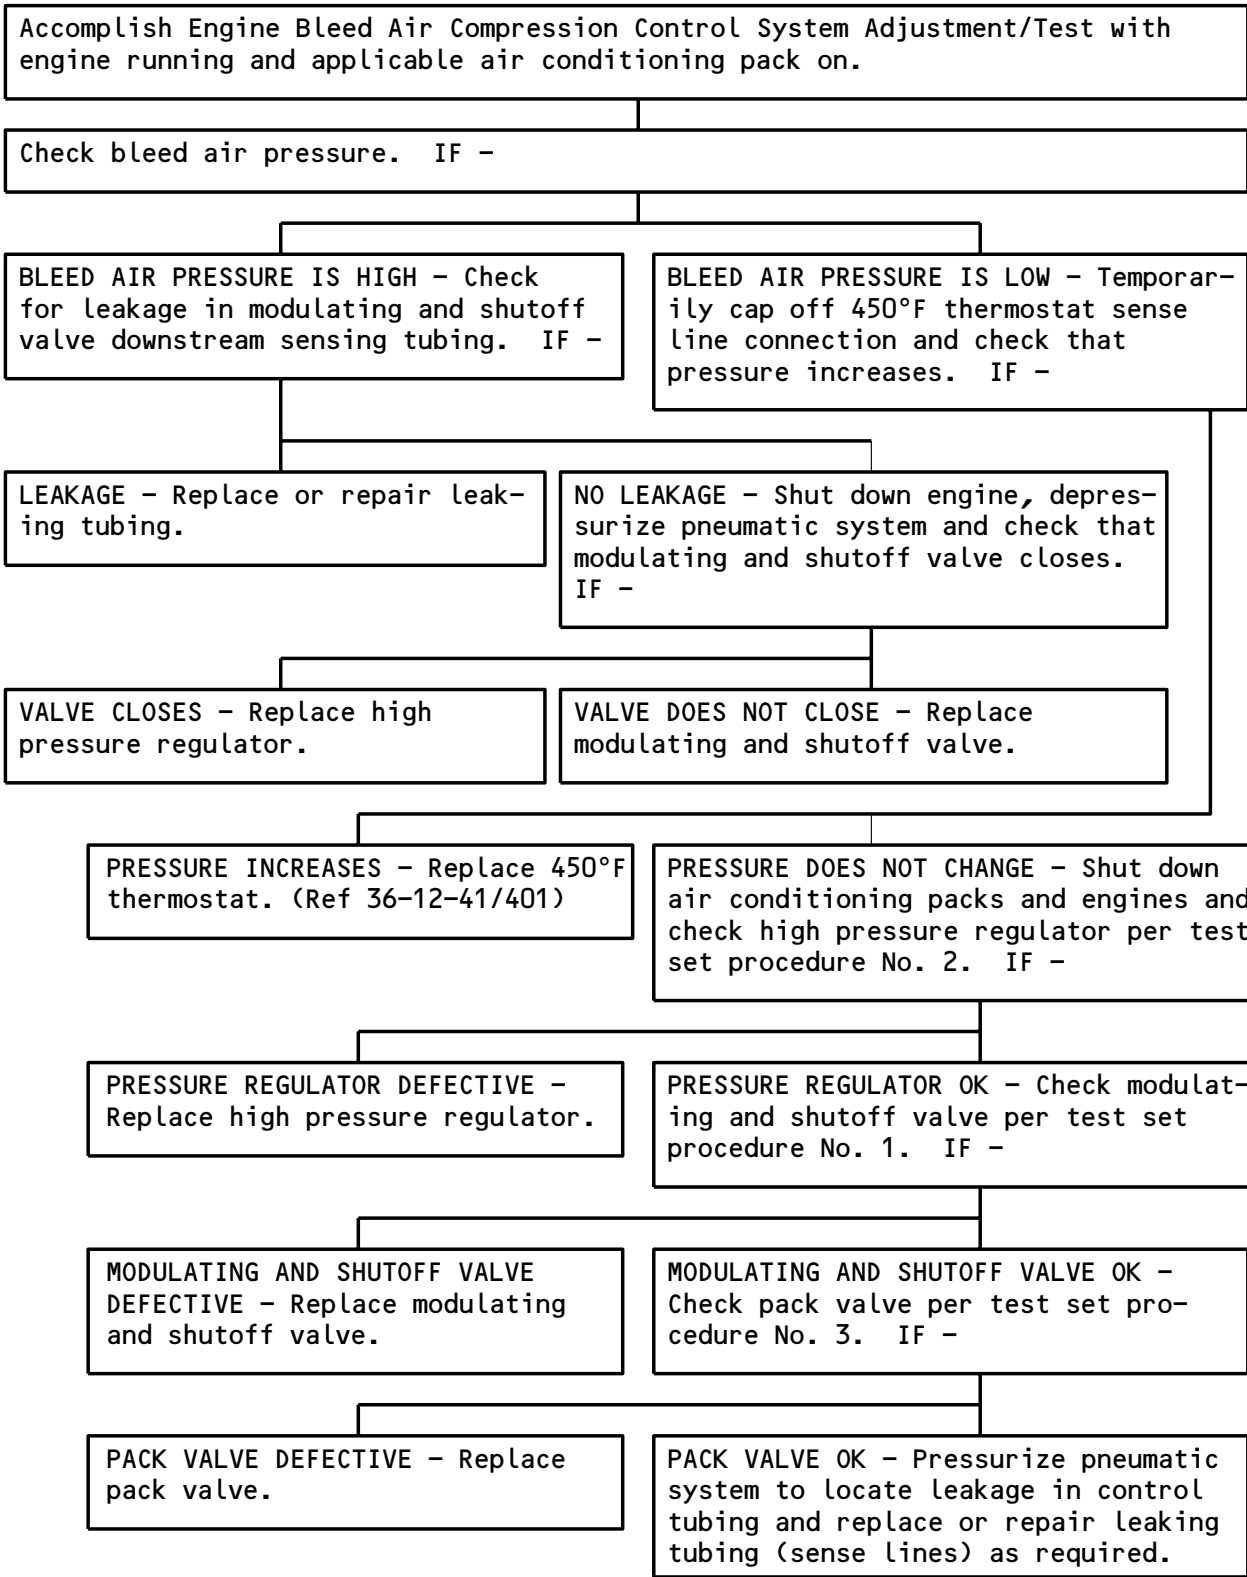 Accomplish Engine Bleed Air Compression Control System Adjustment/Test with
engine running and applicable air conditioning pack on.
Check bleed air pressure.  IF –
BLEED AIR PRESSURE IS HIGH – Check
for leakage in modulating and shutoff
valve downstream sensing tubing.  IF –
BLEED AIR PRESSURE IS LOW – Temporar–
ily cap off 450°F thermostat sense
line connection and check that
pressure increases.  IF –
LEAKAGE – Replace or repair leak–
ing tubing.
NO LEAKAGE – Shut down engine, depres–
surize pneumatic system and check that
modulating and shutoff valve closes.
IF –
VALVE CLOSES – Replace high
pressure regulator.
VALVE DOES NOT CLOSE – Replace
modulating and shutoff valve.
PRESSURE INCREASES – Replace 450°F
thermostat. (Ref 36–12–41/401)
PRESSURE DOES NOT CHANGE – Shut down
air conditioning packs and engines and
check high pressure regulator per test
set procedure No. 2.  IF –
PRESSURE REGULATOR DEFECTIVE –
Replace high pressure regulator.
PRESSURE REGULATOR OK – Check modulat–
ing and shutoff valve per test set
procedure No. 1.  IF –
MODULATING AND SHUTOFF VALVE
DEFECTIVE – Replace modulating
and shutoff valve.
MODULATING AND SHUTOFF VALVE OK –
Check pack valve per test set pro–
cedure No. 3.  IF –
PACK VALVE DEFECTIVE – Replace
pack valve.
PACK VALVE OK – Pressurize pneumatic
system to locate leakage in control
tubing and replace or repair leaking
tubing (sense lines) as required.